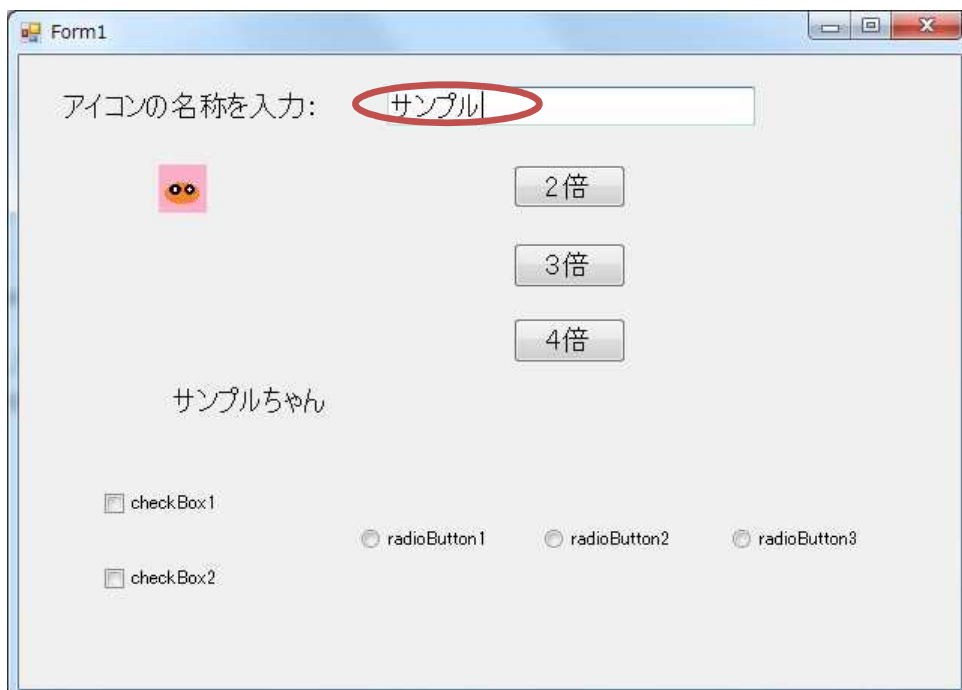 Form1
アイコンの名称を入力: サンプル
２倍
３倍
４倍
サンプルちゃん
checkBox1
radioButton1 radioButton2 radioButton3
checkBox2